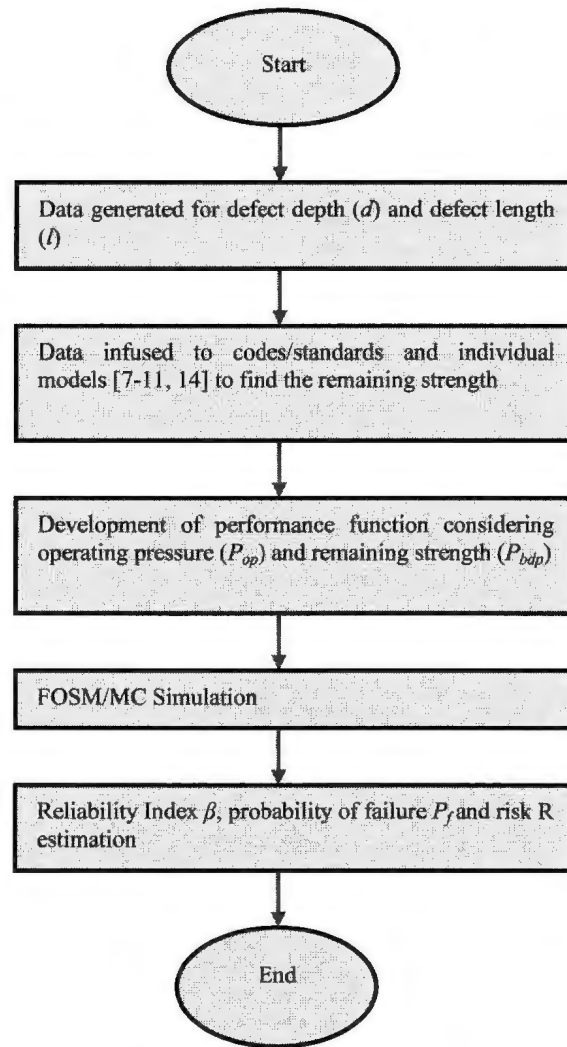 Start
Data generated for defect depth (d) and defect length
(l)
Data infused to codes/standards and individual
models [7-11, 14] to find the remaining strength
Development of performance function considering
operating pressure (Pop) and remaining strength (Pbdp)
FOSM/MC Simulation
Reliability Index β, probability of failure Pf and risk R
estimation
End